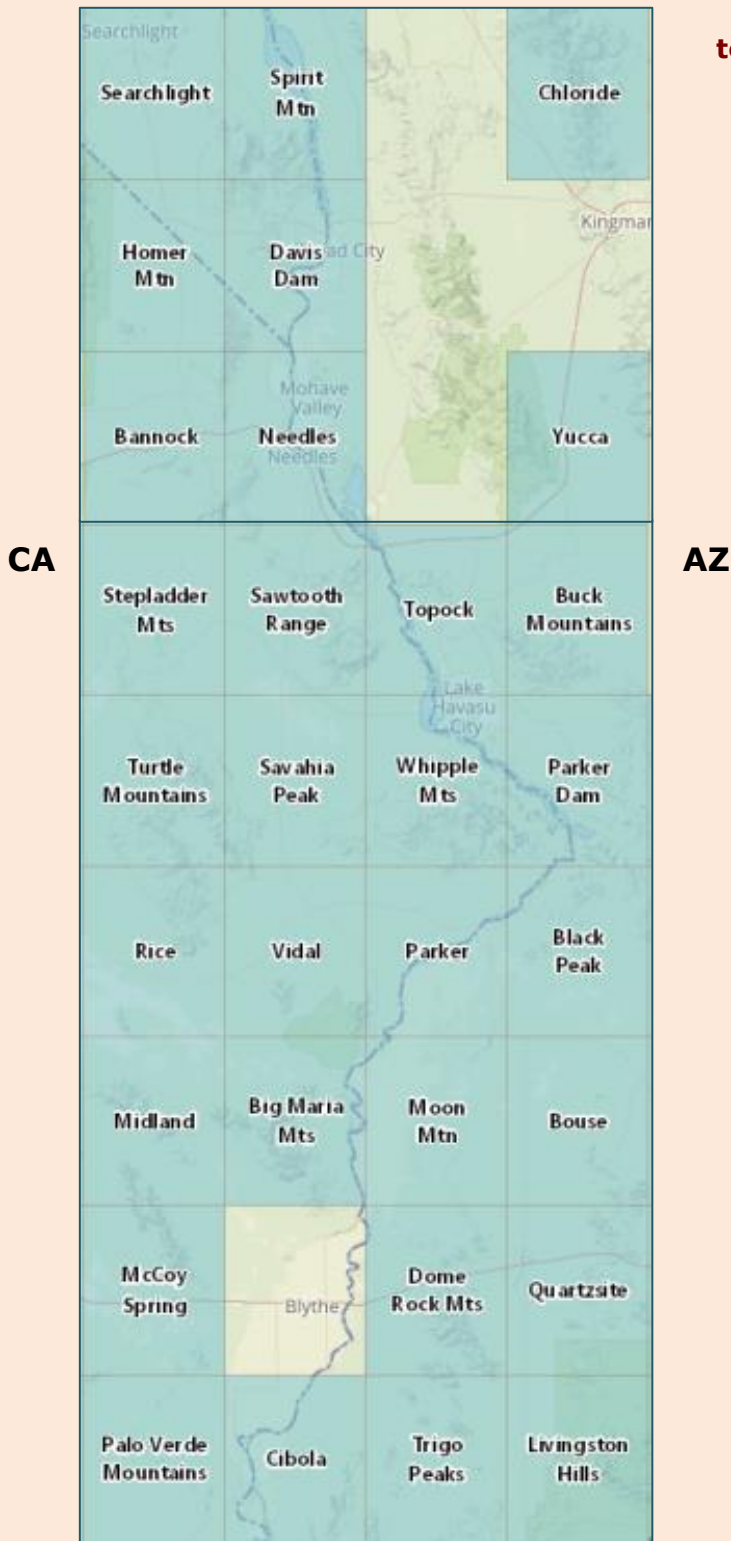 Searchlight
Searchlight
Spirit
Mtn
Chloride
Kingman
Homer
Mtn
Davis
Dam
ad City
Mohave
Valley
Bannock
Needles
Needles
Yucca
CA
AZ
Stepladder
Mts
Sawtooth
Range
Topock
Buck
Mountains
Lake
Havasu
City
Turtle
Mountains
Savahia
Peak
Whipple
Mts
Parker
Dam
Rice
Vidal
Parker
Black
Peak
Midland
Big Maria
Mts
Moon
Mtn
Bouse
McCoy
Spring
Blythe
Dome
Rock Mts
Quartzsite
Palo Verde
Mountains
Cibola
Trigo
Peaks
Livingston
Hills